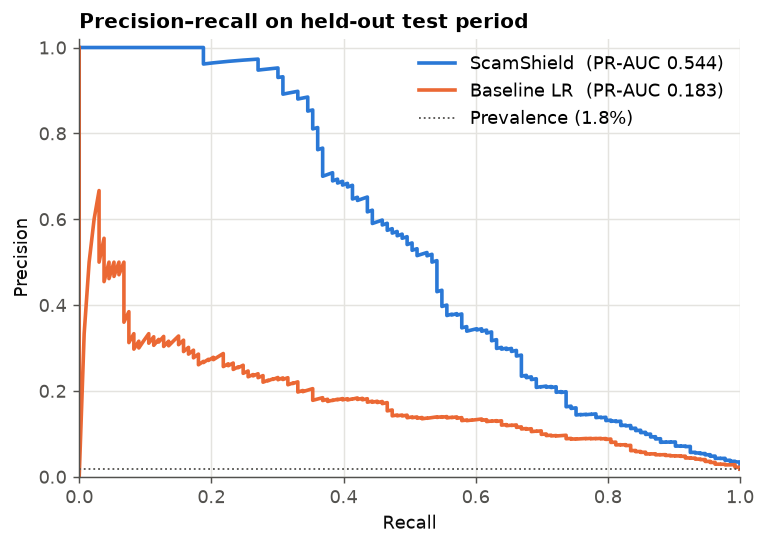 Precision–recall on held-out test period
ScamShield (PR-AUC 0.544)
Baseline LR (PR-AUC 0.183)
Prevalence (1.8%)
Precision
1.0
0.8
0.6
0.4
0.2
0.0
0.0 0.2 0.4 0.6 0.8 1.0
Recall